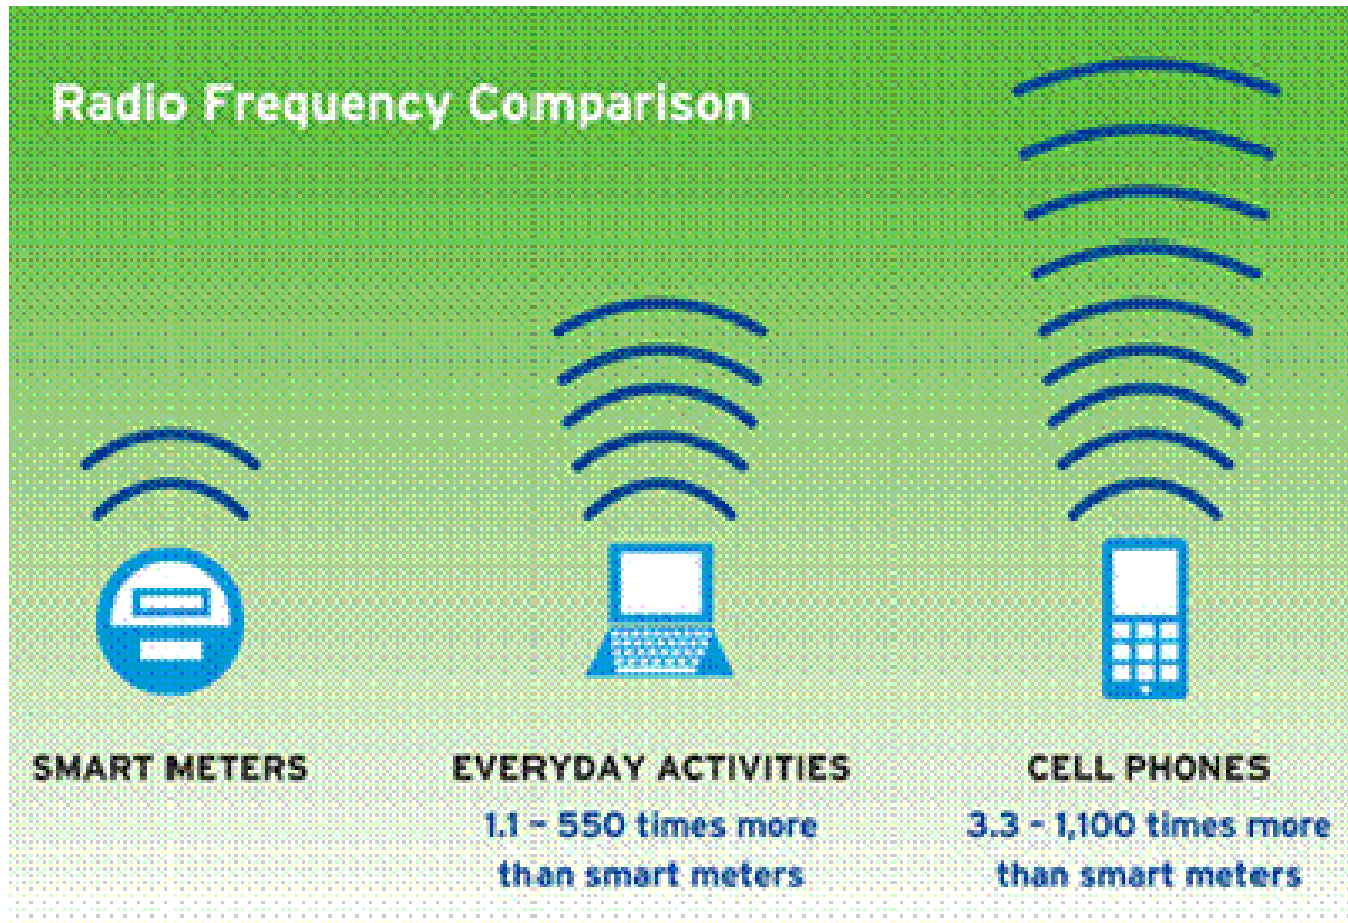 Radio Frequency Comparison
SMART METERS
EVERYDAY ACTIVITIES
1.1 - 550 times more
than smart meters
CELL PHONES
3.3 - 1,100 times more
than smart meters